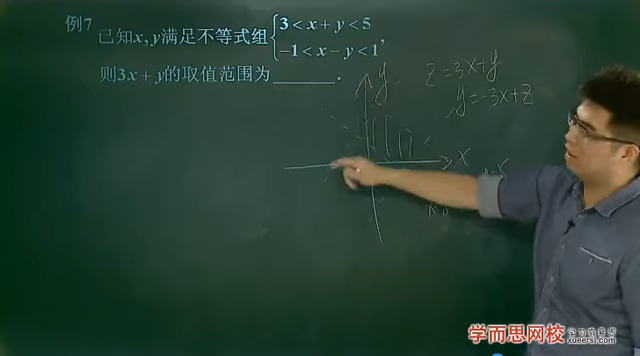 例7
已知x, y满足不等式组{3 < x + y < 5
-1 < x - y < 1,
则3x + y的取值范围为______.
z = 3x + y
y = -3x + z
y
x
学而思网校
xueersi.com